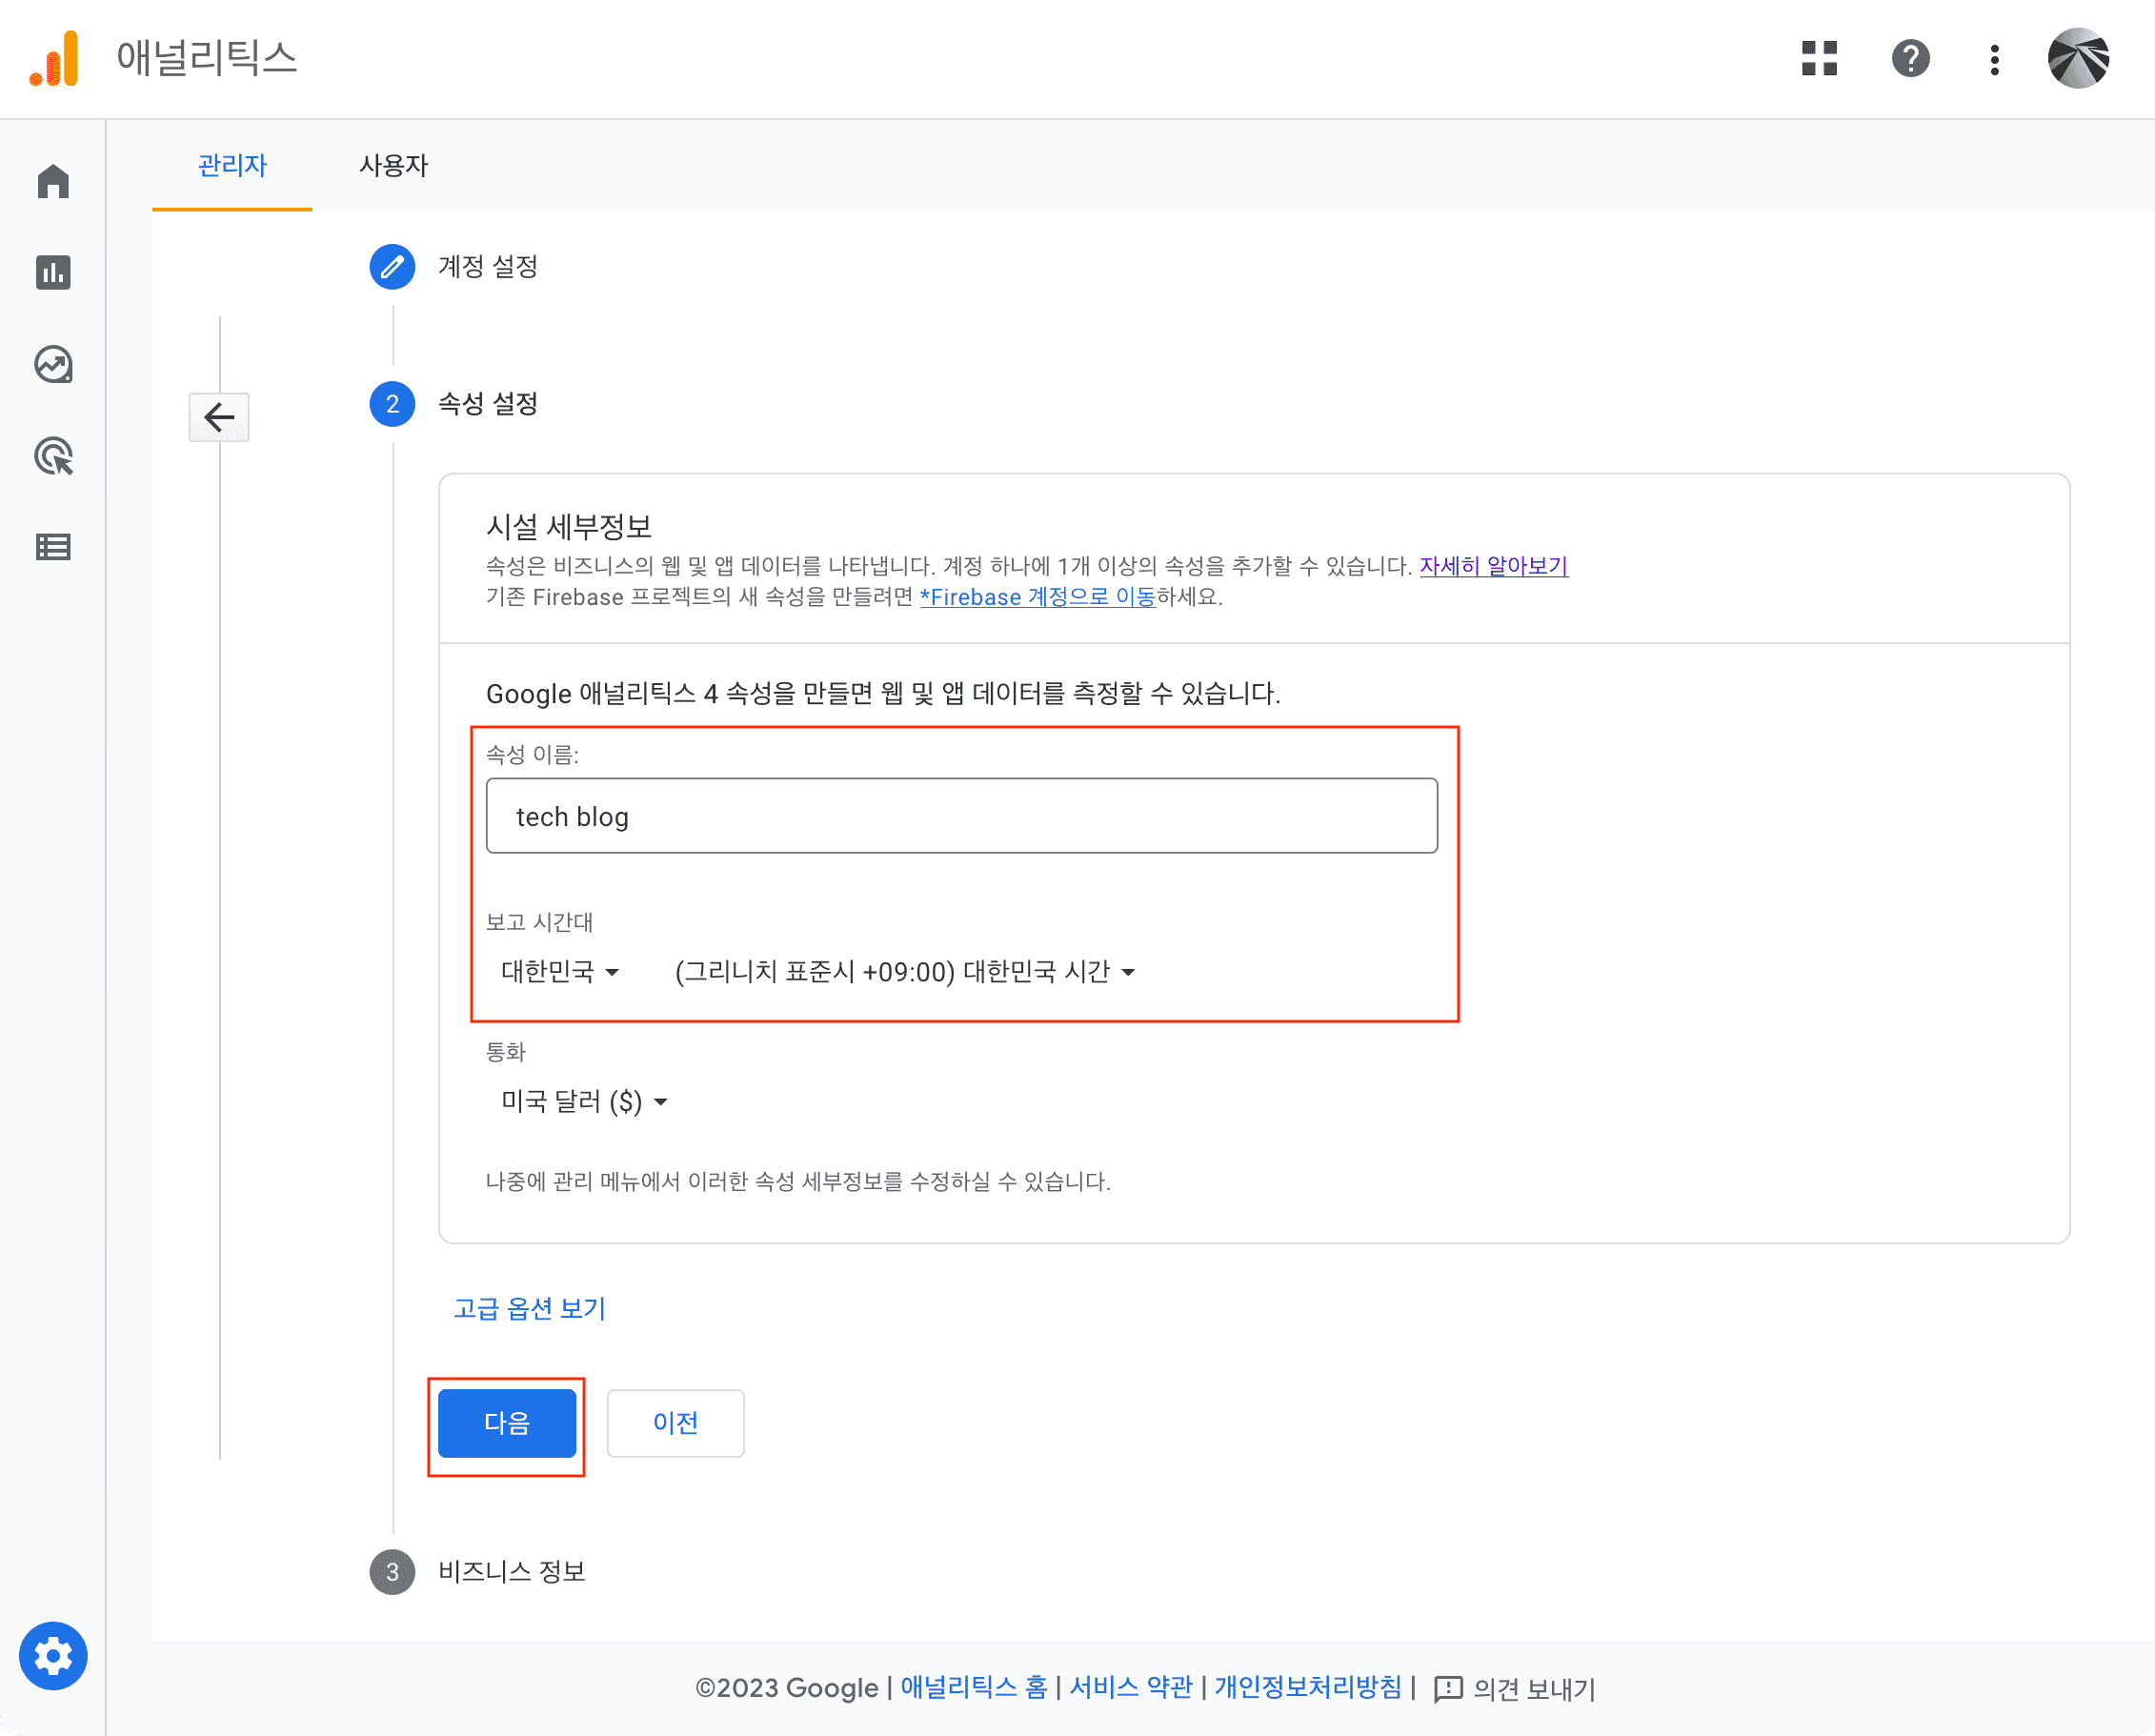 애널리틱스
관리자 사용자
계정 설정
2 속성 설정
시설 세부정보
속성은 비즈니스의 웹 및 앱 데이터를 나타냅니다. 계정 하나에 1개 이상의 속성을 추가할 수 있습니다. 자세히 알아보기
기존 Firebase 프로젝트의 새 속성을 만들려면 *Firebase 계정으로 이동하세요.
Google 애널리틱스 4 속성을 만들면 웹 및 앱 데이터를 측정할 수 있습니다.
속성 이름:
tech blog
보고 시간대
대한민국 (그리니치 표준시 +09:00) 대한민국 시간
통화
미국 달러 ($)
나중에 관리 메뉴에서 이러한 속성 세부정보를 수정하실 수 있습니다.
고급 옵션 보기
다음 이전
3 비즈니스 정보
©2023 Google | 애널리틱스 홈 | 서비스 약관 | 개인정보처리방침 | 의견 보내기